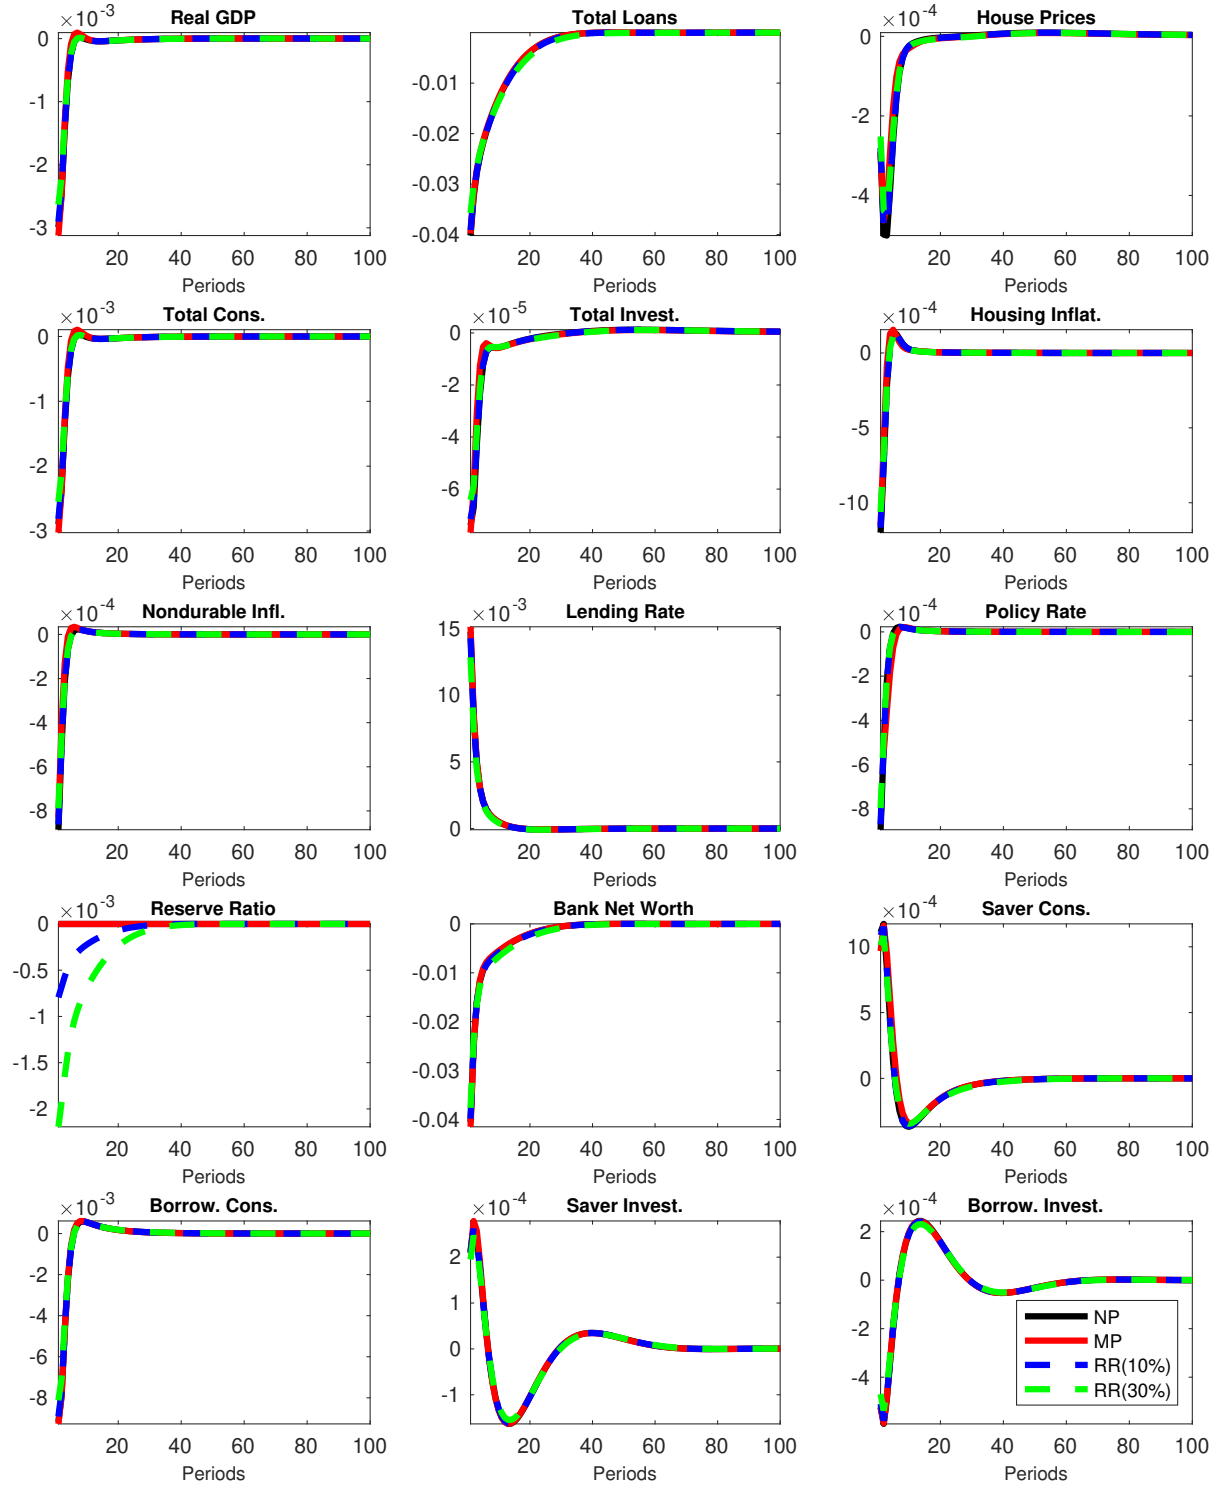 Real GDP
×10^-3
0
-1
-2
-3
20 40 60 80 100
Periods
Total Loans
-0.01
-0.02
-0.03
-0.04
20 40 60 80 100
Periods
House Prices
×10^-4
0
-2
-4
20 40 60 80 100
Periods
Total Cons.
×10^-3
0
-1
-2
-3
20 40 60 80 100
Periods
Total Invest.
×10^-5
0
-2
-4
-6
20 40 60 80 100
Periods
Housing Inflat.
×10^-4
0
-5
-10
20 40 60 80 100
Periods
Nondurable Infl.
×10^-4
0
-2
-4
-6
-8
20 40 60 80 100
Periods
Lending Rate
×10^-3
15
10
5
0
20 40 60 80 100
Periods
Policy Rate
×10^-4
0
-2
-4
-6
-8
20 40 60 80 100
Periods
Reserve Ratio
×10^-3
0
-0.5
-1
-1.5
-2
20 40 60 80 100
Periods
Bank Net Worth
0
-0.01
-0.02
-0.03
-0.04
20 40 60 80 100
Periods
Saver Cons.
×10^-4
10
5
0
20 40 60 80 100
Periods
Borrow. Cons.
×10^-3
0
-2
-4
-6
-8
20 40 60 80 100
Periods
Saver Invest.
×10^-4
2
1
0
-1
20 40 60 80 100
Periods
Borrow. Invest.
×10^-4
2
0
-2
-4
20 40 60 80 100
Periods
NP
MP
RR(10%)
RR(30%)